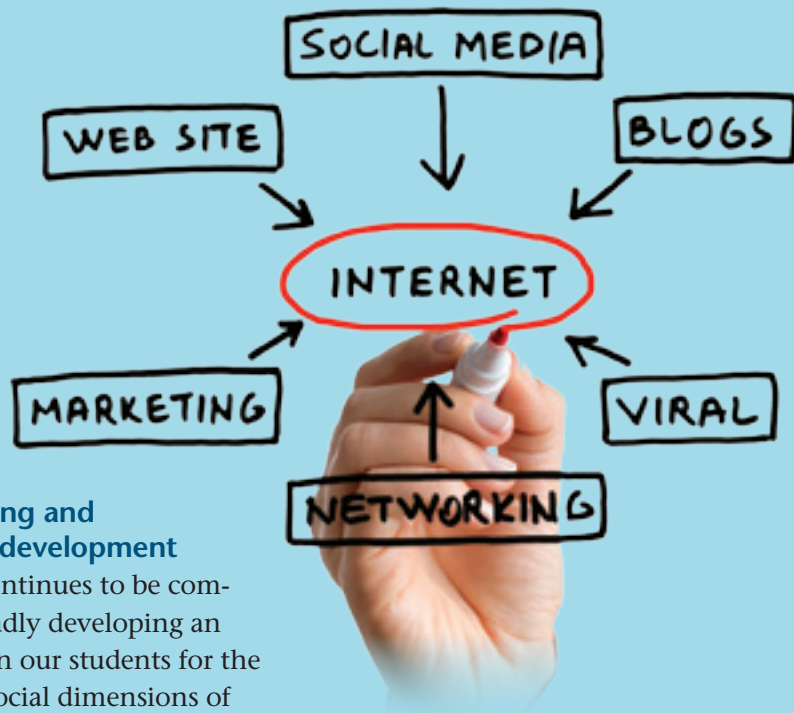 SOCIAL MEDIA
WEB SITE
BLOGS
INTERNET
MARKETING
VIRAL
NETWORKING
ng and
development
ntinues to be com-
dly developing an
n our students for the
ocial dimensions of